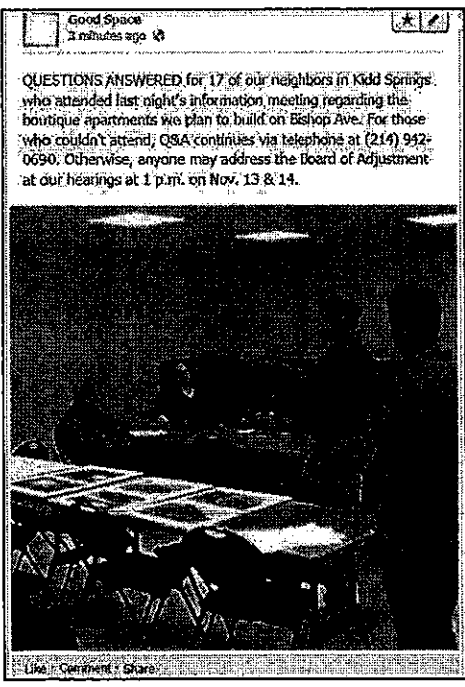 Good Space
3 minutes ago
QUESTIONS ANSWERED for 17 of our neighbors in Kidd Springs
who attended last night's information meeting regarding the
boutique apartments we plan to build on Bishop Ave. For those
who couldn't attend, Q&A continues via telephone at (214) 942-
0690. Otherwise, anyone may address the Board of Adjustment
at our hearings at 1 p.m. on Nov. 13 & 14.
Like · Comment · Share